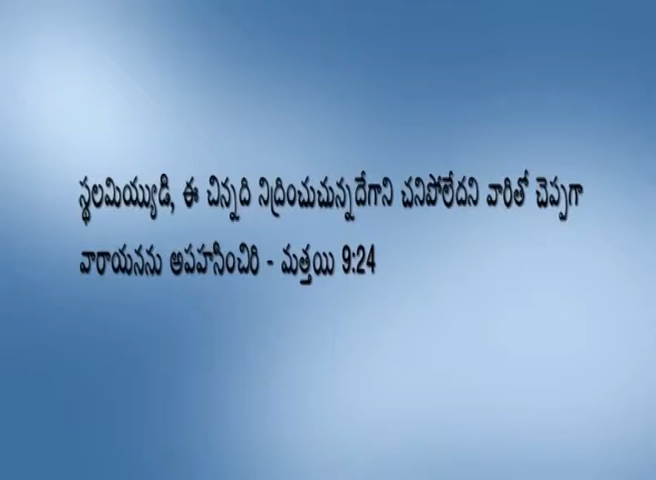 స్థలమియ్యుడి, ఈ చిన్నది నిద్రించుచున్నదేగాని చనిపోలేదని వారితో చెప్పగా
వారాయనను అపహసించిరి - మత్తయి 9:24